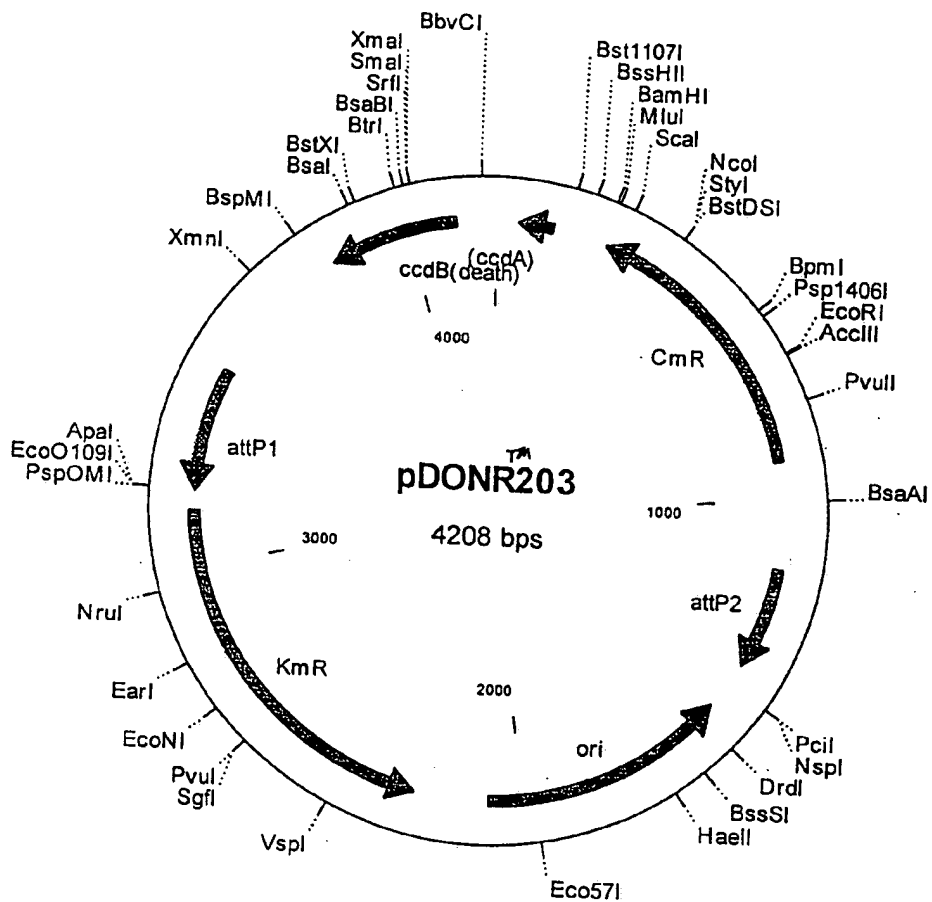 BbvCI
XmaI
SmaI
SrfI
BsaBI
BtrI
BstXI
BsaI
BspMI
XmnI
Bst1107I
BssHII
BamHI
MluI
ScaI
NcoI
StyI
BstDSI
BpmI
Psp1406I
EcoRI
AccIII
PvuII
BsaAI
ccdB(death)
(ccdA)
4000
CmR
attP1
ApaI
EcoO109I
PspOMI
pDONR™203
4208 bps
1000
3000
attP2
NruI
KmR
EarI
2000
EcoNI
ori
PvuI
SgfI
VspI
PciI
NspI
DrdI
BssSI
HaeII
Eco57I